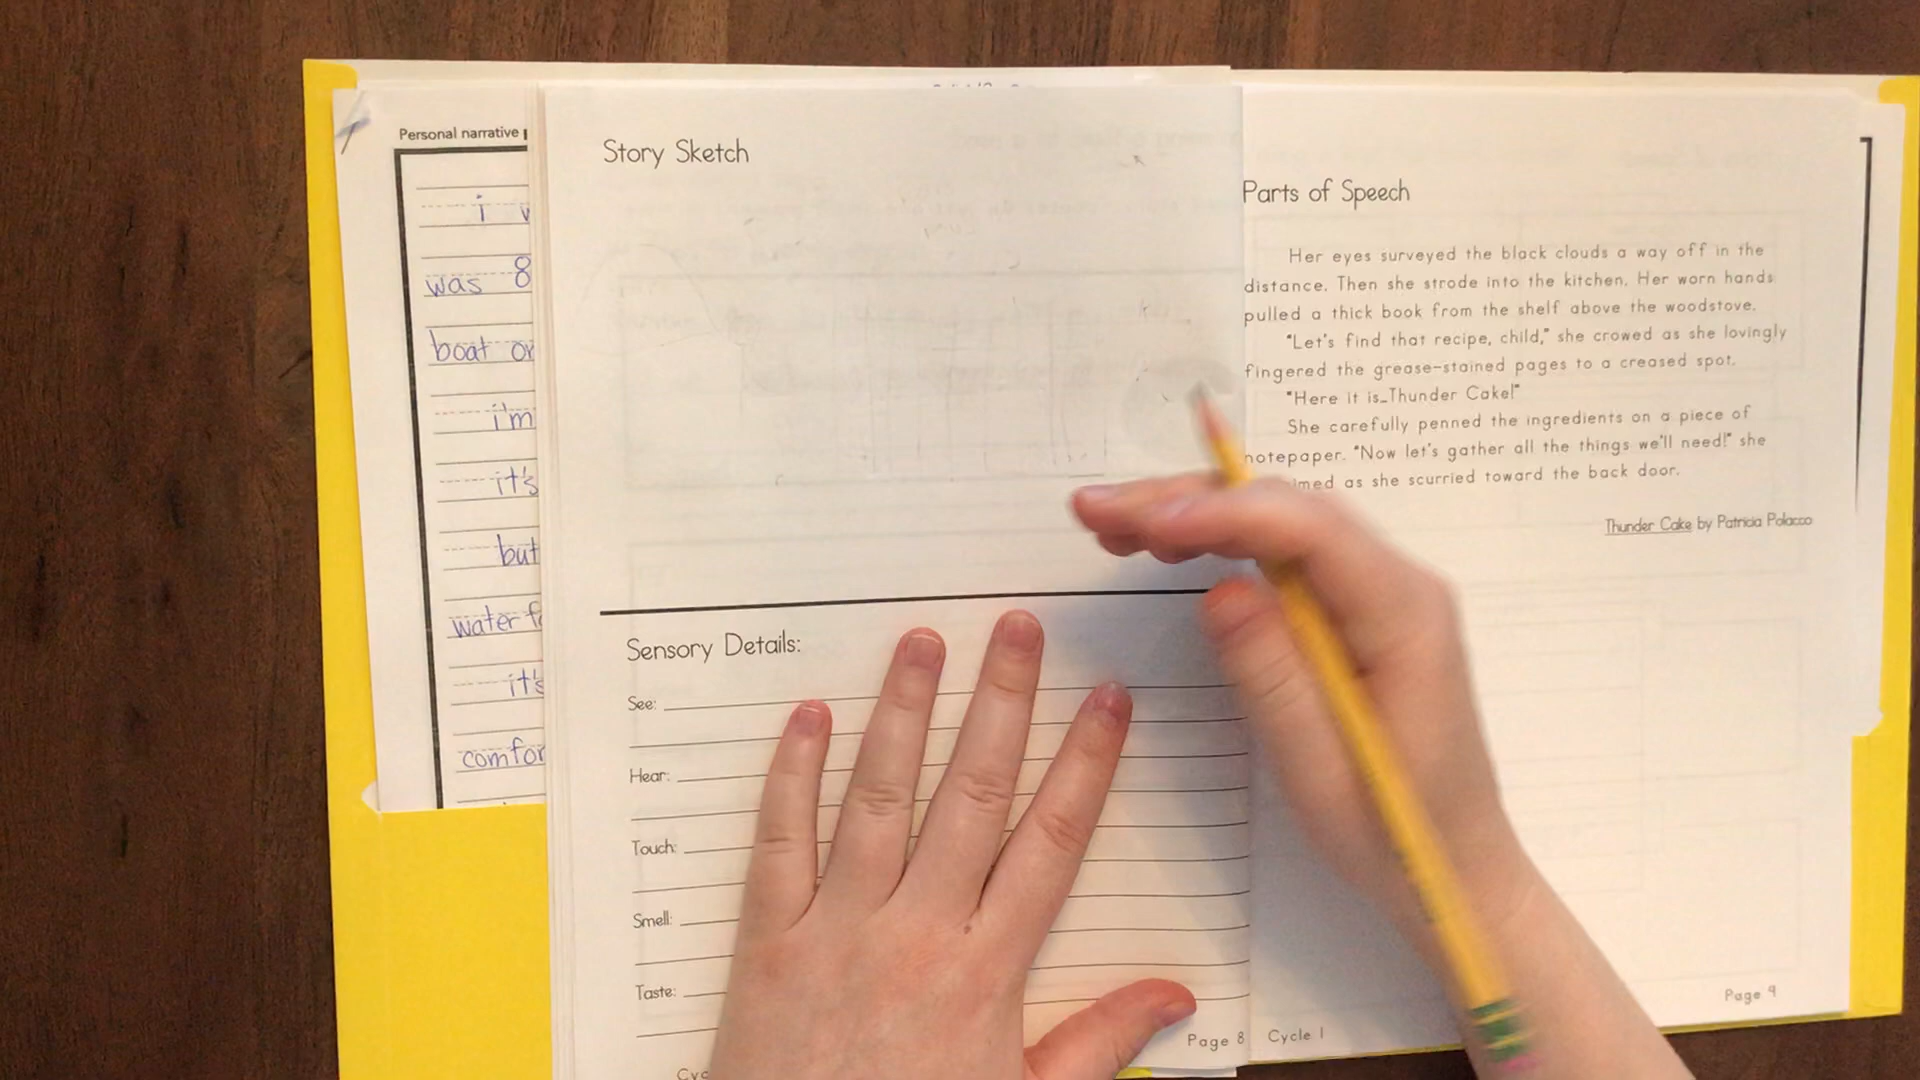 Personal narrative
i
was 8
boat or
i'm
it's
but
water
it's
Story Sketch
Sensory Details:
See:
Hear:
Touch:
Smell:
Taste:
Page 8
Parts of Speech
Her eyes surveyed the black clouds a way off in the
distance. Then she strode into the kitchen. Her worn hands
pulled a thick book from the shelf above the woodstove.
"Let's find that recipe, child," she crowed as she lovingly
fingered the grease-stained pages to a creased spot.
"Here it is...Thunder Cake!"
She carefully penned the ingredients on a piece of
notepaper. "Now let's gather all the things we'll need!" she
as she scurried toward the back door.
Thunder Cake by Patricia Polacco
Page 9
Cycle 1